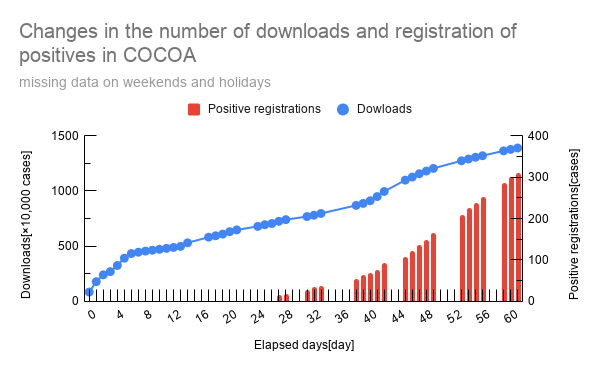 Changes in the number of downloads and registration of
positives in COCOA
missing data on weekends and holidays
Positive registrations
Dowloads
1500
1000
500
0
400
300
200
100
0
Downloads[×10,000 cases]
Positive registrations[cases]
0 4 8 12 16 20 24 28 32 36 40 44 48 52 56 60
Elapsed days[day]